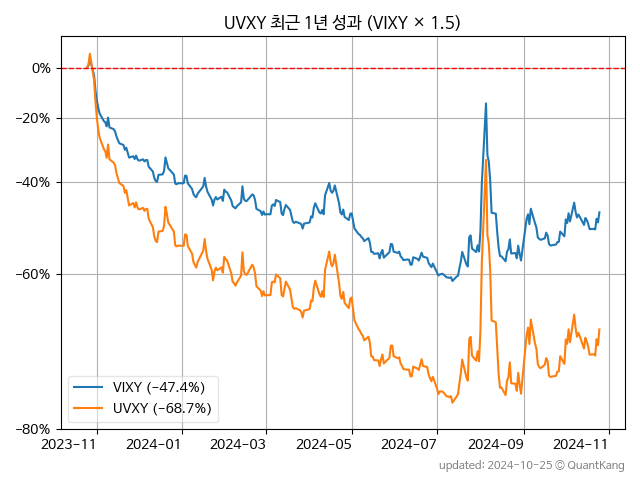 UVXY 최근 1년 성과 (VIXY × 1.5)
0%
−20%
−40%
−60%
−80%
VIXY (−47.4%)
UVXY (−68.7%)
2023−11 2024−01 2024−03 2024−05 2024−07 2024−09 2024−11
updated: 2024-10-25 © QuantKang